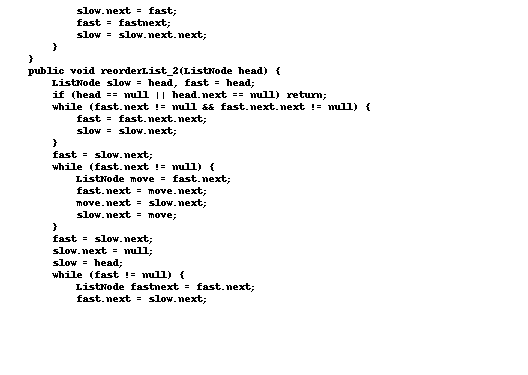 slow.next = fast;
fast = fastnext;
slow = slow.next.next;
}
}
public void reorderList_2(ListNode head) {
ListNode slow = head, fast = head;
if (head == null || head.next == null) return;
while (fast.next != null && fast.next.next != null) {
fast = fast.next.next;
slow = slow.next;
}
fast = slow.next;
while (fast.next != null) {
ListNode move = fast.next;
fast.next = move.next;
move.next = slow.next;
slow.next = move;
}
fast = slow.next;
slow.next = null;
slow = head;
while (fast != null) {
ListNode fastnext = fast.next;
fast.next = slow.next;